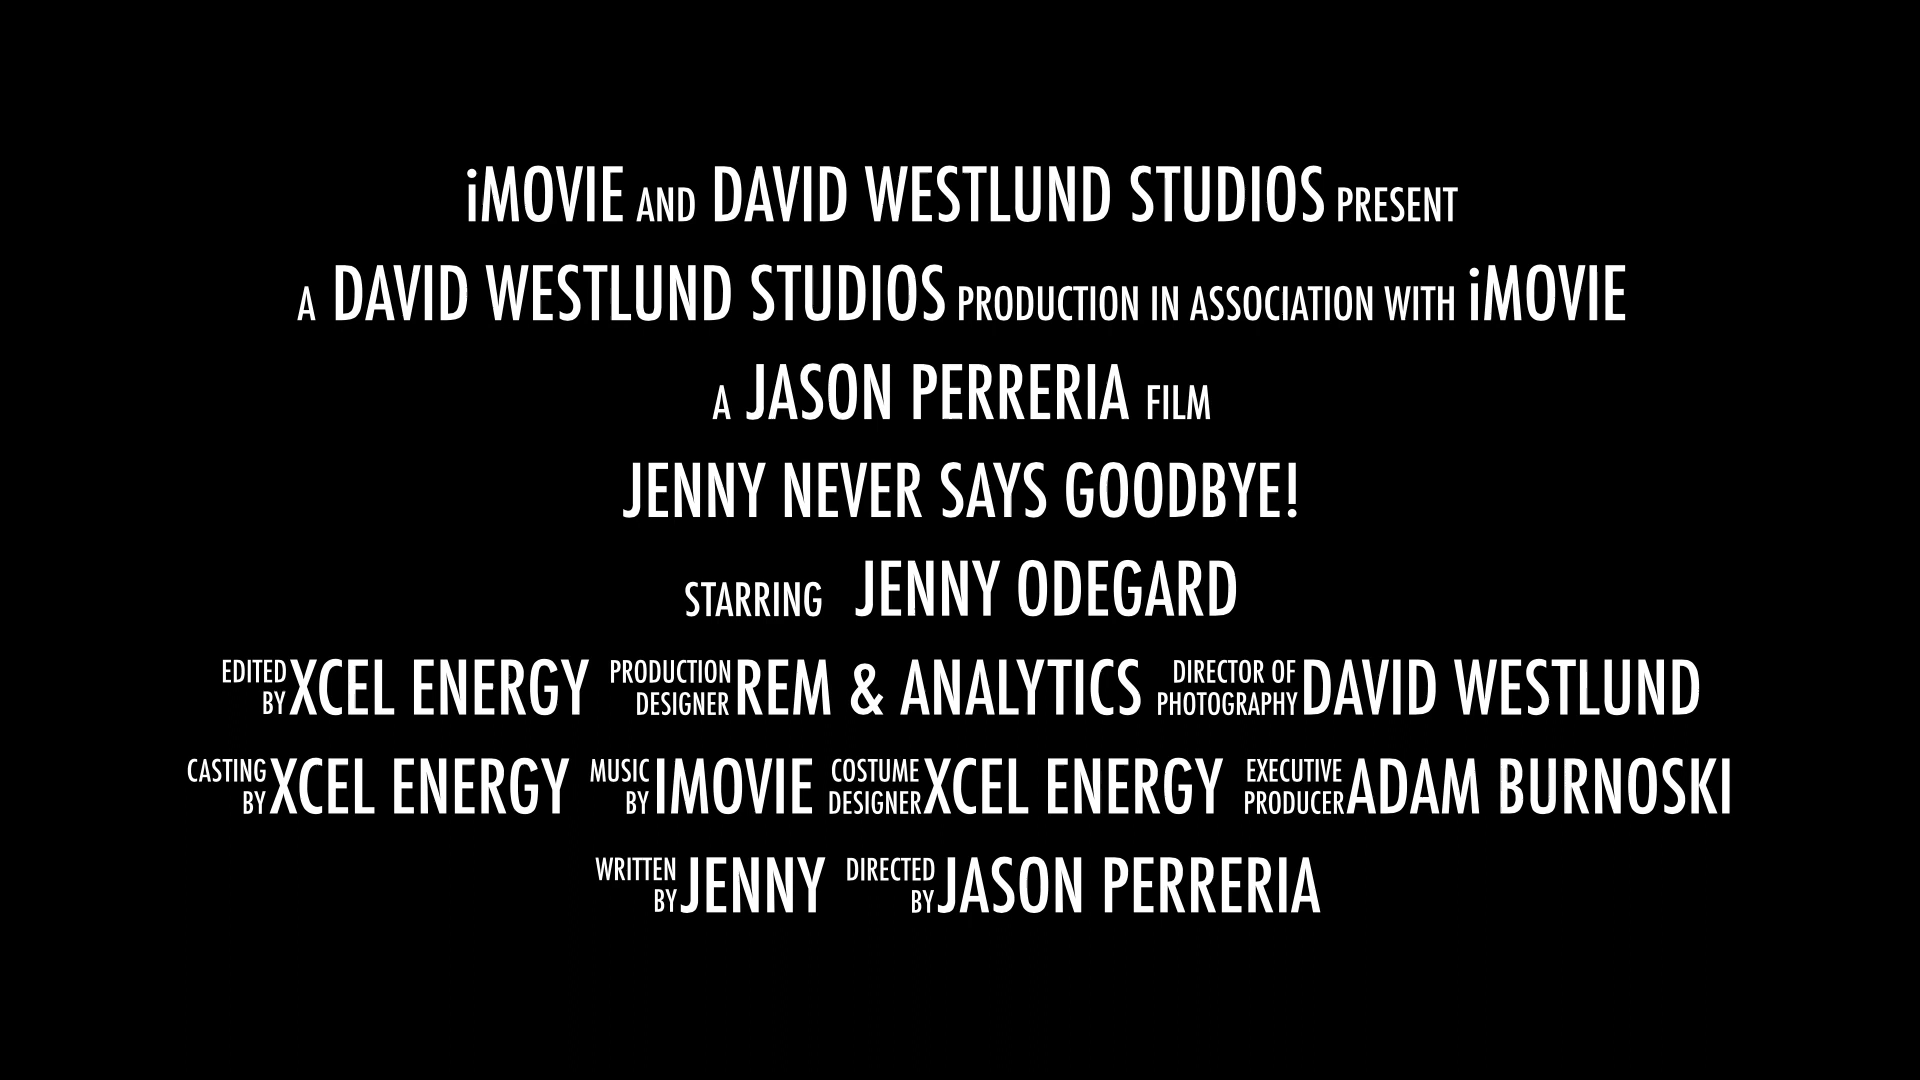 iMOVIE AND DAVID WESTLUND STUDIOS PRESENT
A DAVID WESTLUND STUDIOS PRODUCTION IN ASSOCIATION WITH iMOVIE
A JASON PERRERIA FILM
JENNY NEVER SAYS GOODBYE!
STARRING JENNY ODEGARD
EDITED BY XCEL ENERGY PRODUCTION DESIGNER REM & ANALYTICS DIRECTOR OF PHOTOGRAPHY DAVID WESTLUND
CASTING BY XCEL ENERGY MUSIC BY IMOVIE COSTUME DESIGNER XCEL ENERGY EXECUTIVE PRODUCER ADAM BURNOSKI
WRITTEN BY JENNY DIRECTED BY JASON PERRERIA